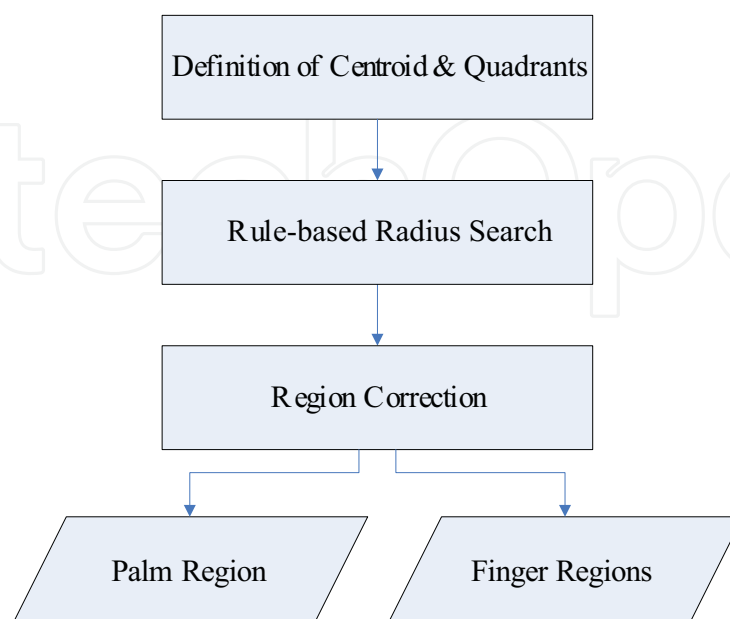 Definition of Centroid & Quadrants
Rule-based Radius Search
Region Correction
Palm Region
Finger Regions